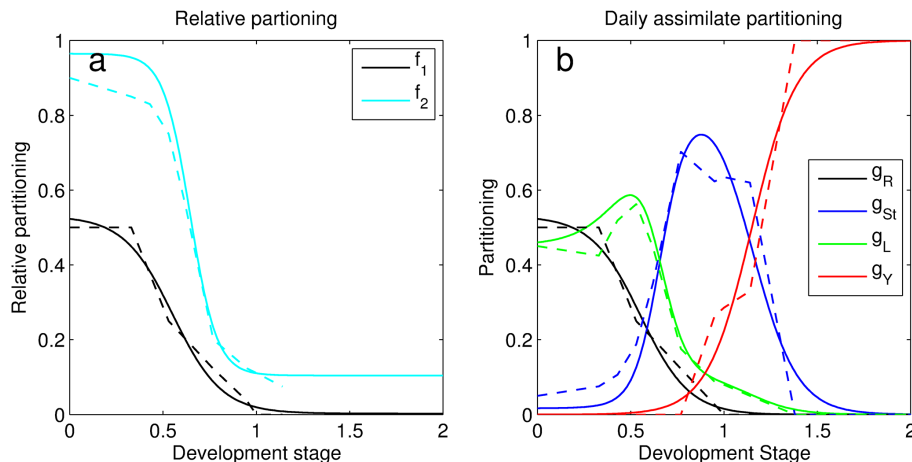 Relative partioning
a
f1
f2
1
0.8
0.6
0.4
0.2
0
Relative partitioning
0 0.5 1 1.5 2
Development stage
Daily assimilate partitioning
b
gR
gSt
gL
gY
1
0.8
0.6
0.4
0.2
0
Partitioning
0 0.5 1 1.5 2
Development Stage